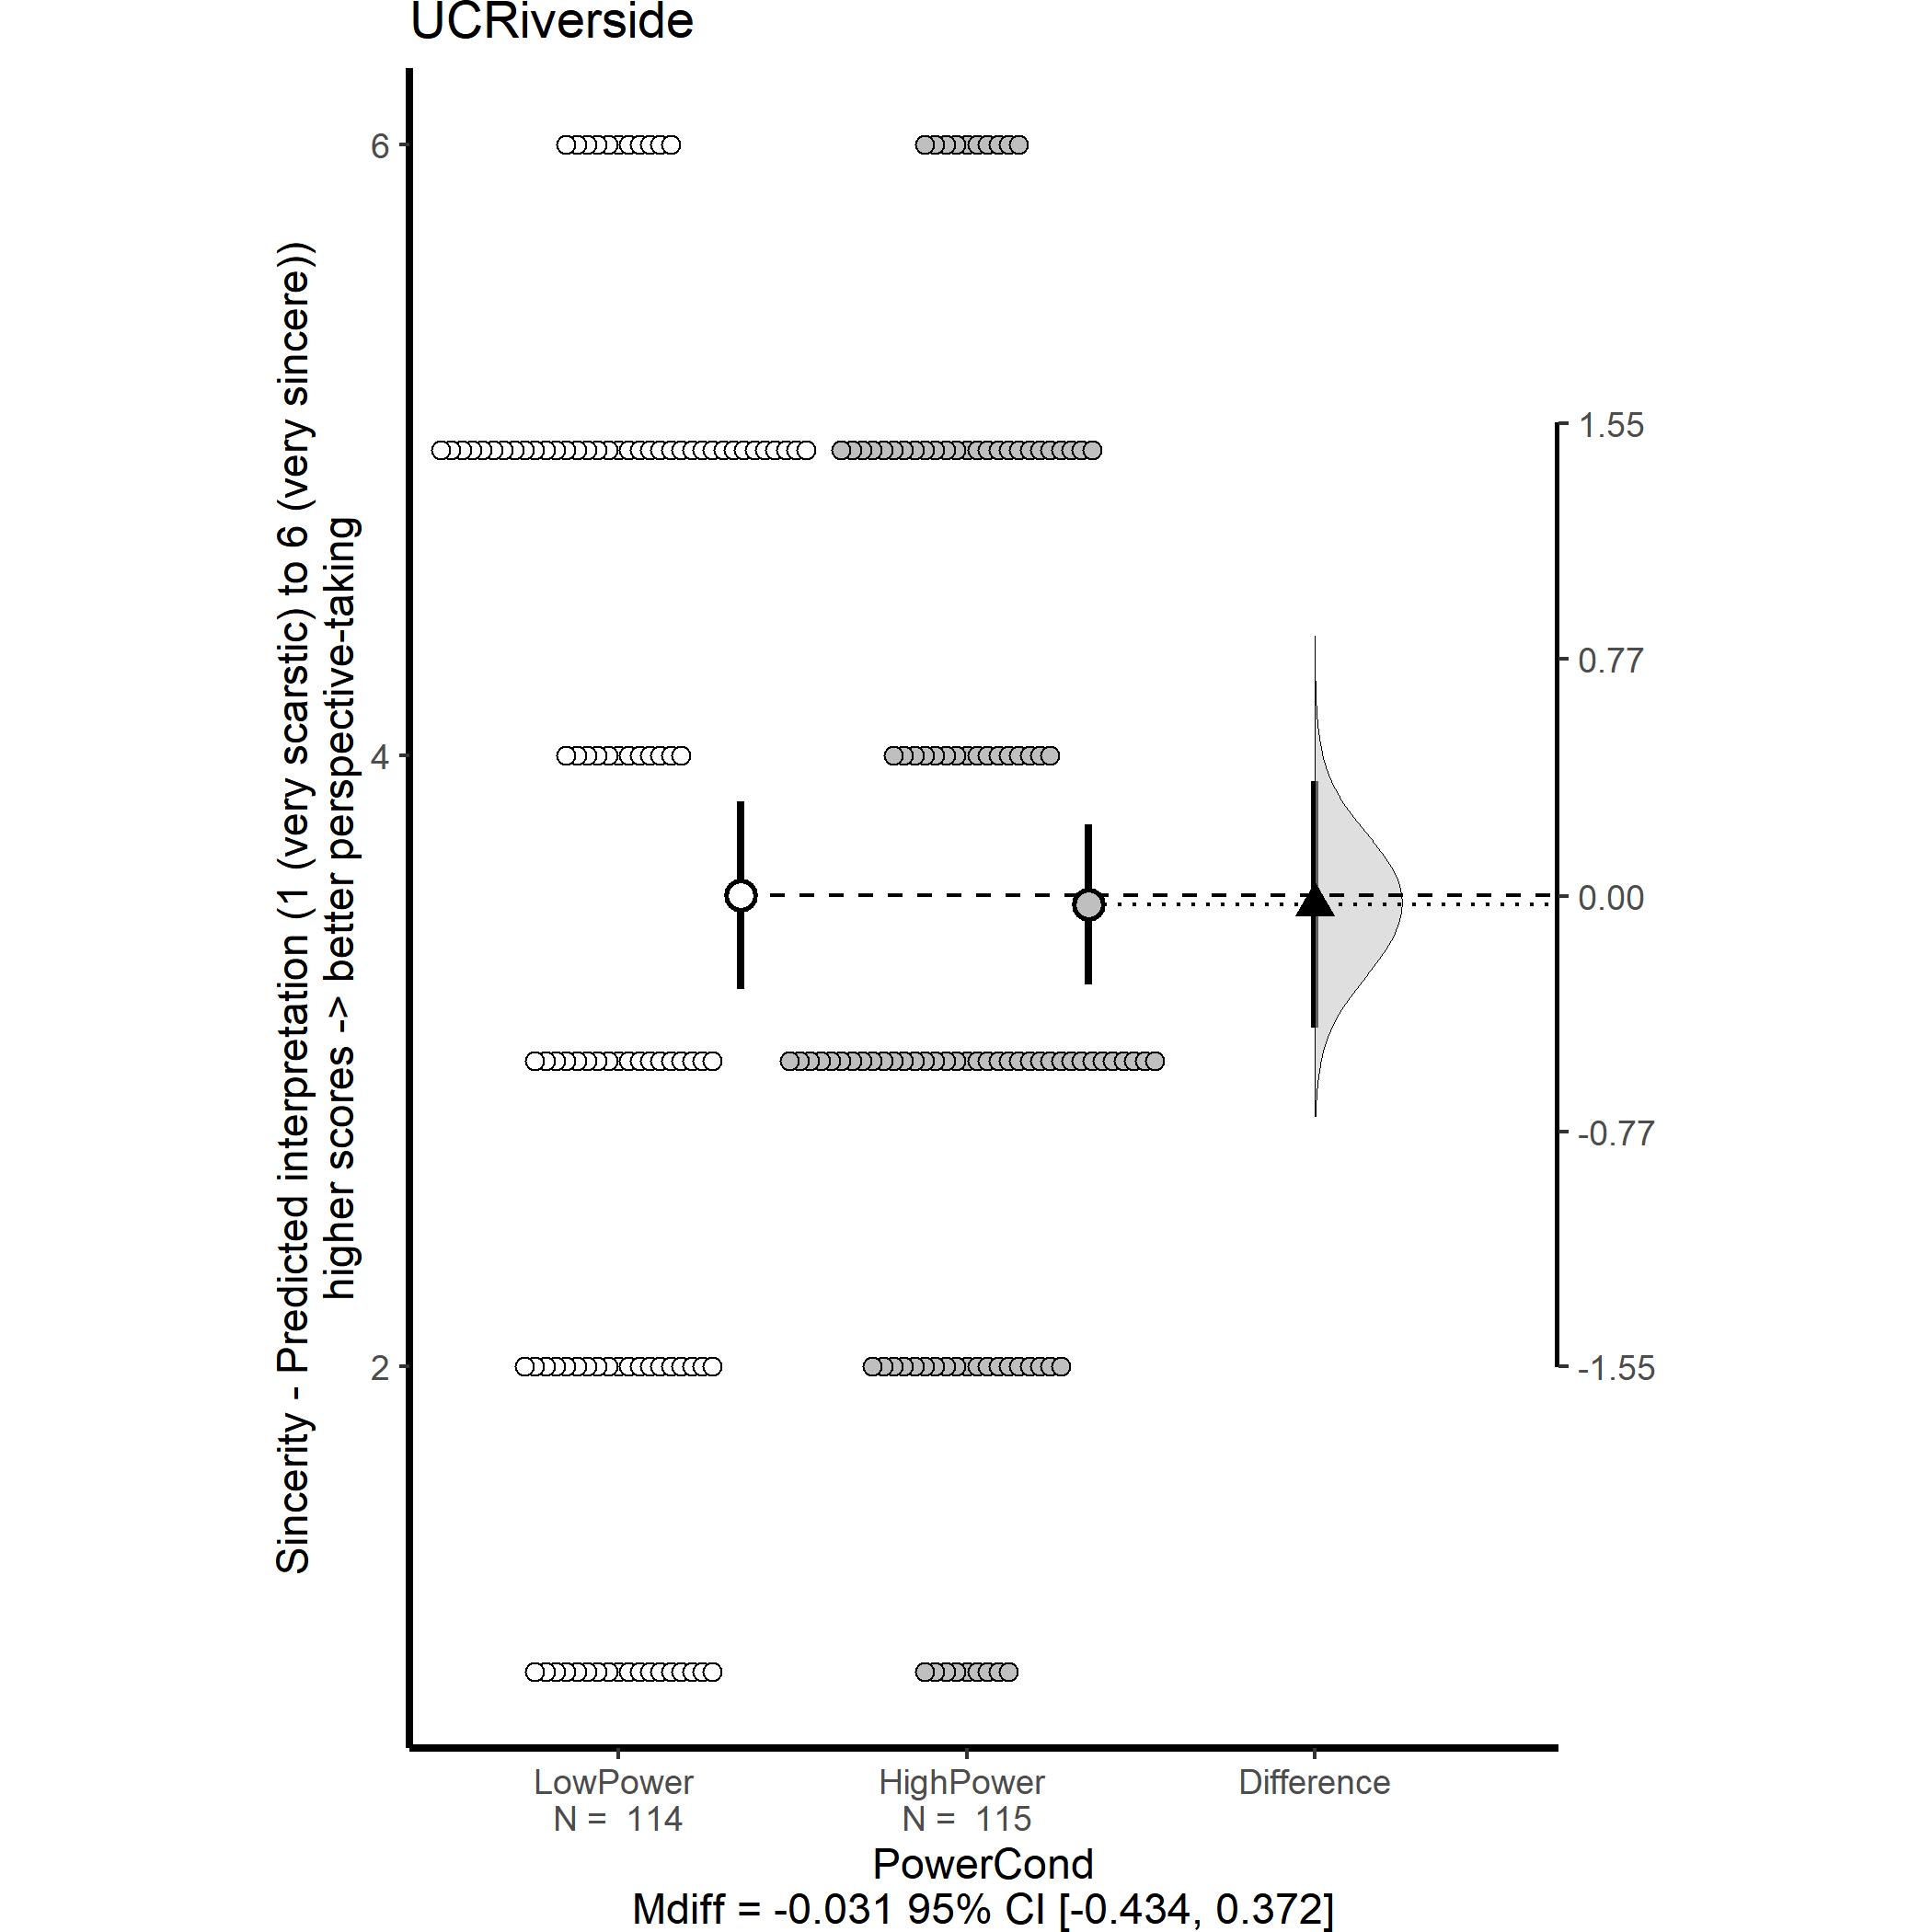 UCRiverside
Sincerity - Predicted interpretation (1 (very scarstic) to 6 (very sincere))
higher scores -> better perspective-taking
6
4
2
1.55
0.77
0.00
-0.77
-1.55
LowPower
N =  114
HighPower
N =  115
Difference
PowerCond
Mdiff = -0.031 95% CI [-0.434, 0.372]